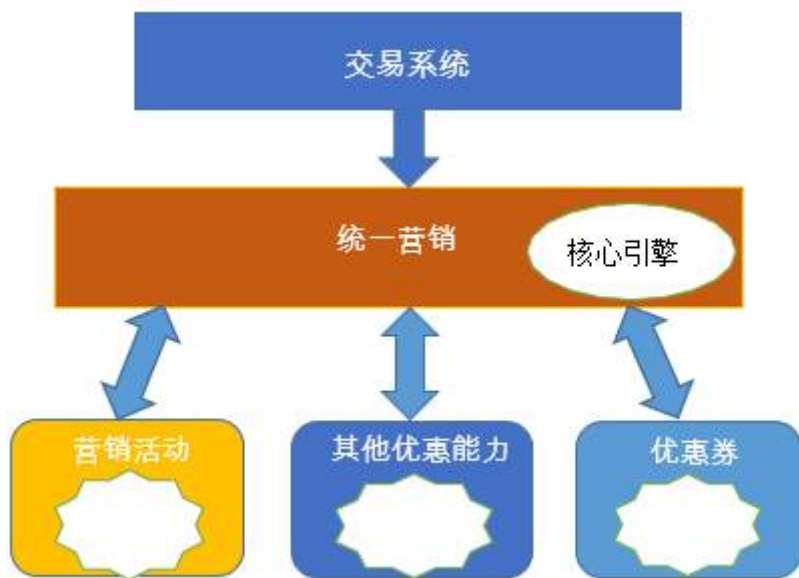 交易系统
统一营销
核心引擎
营销活动
其他优惠能力
优惠券